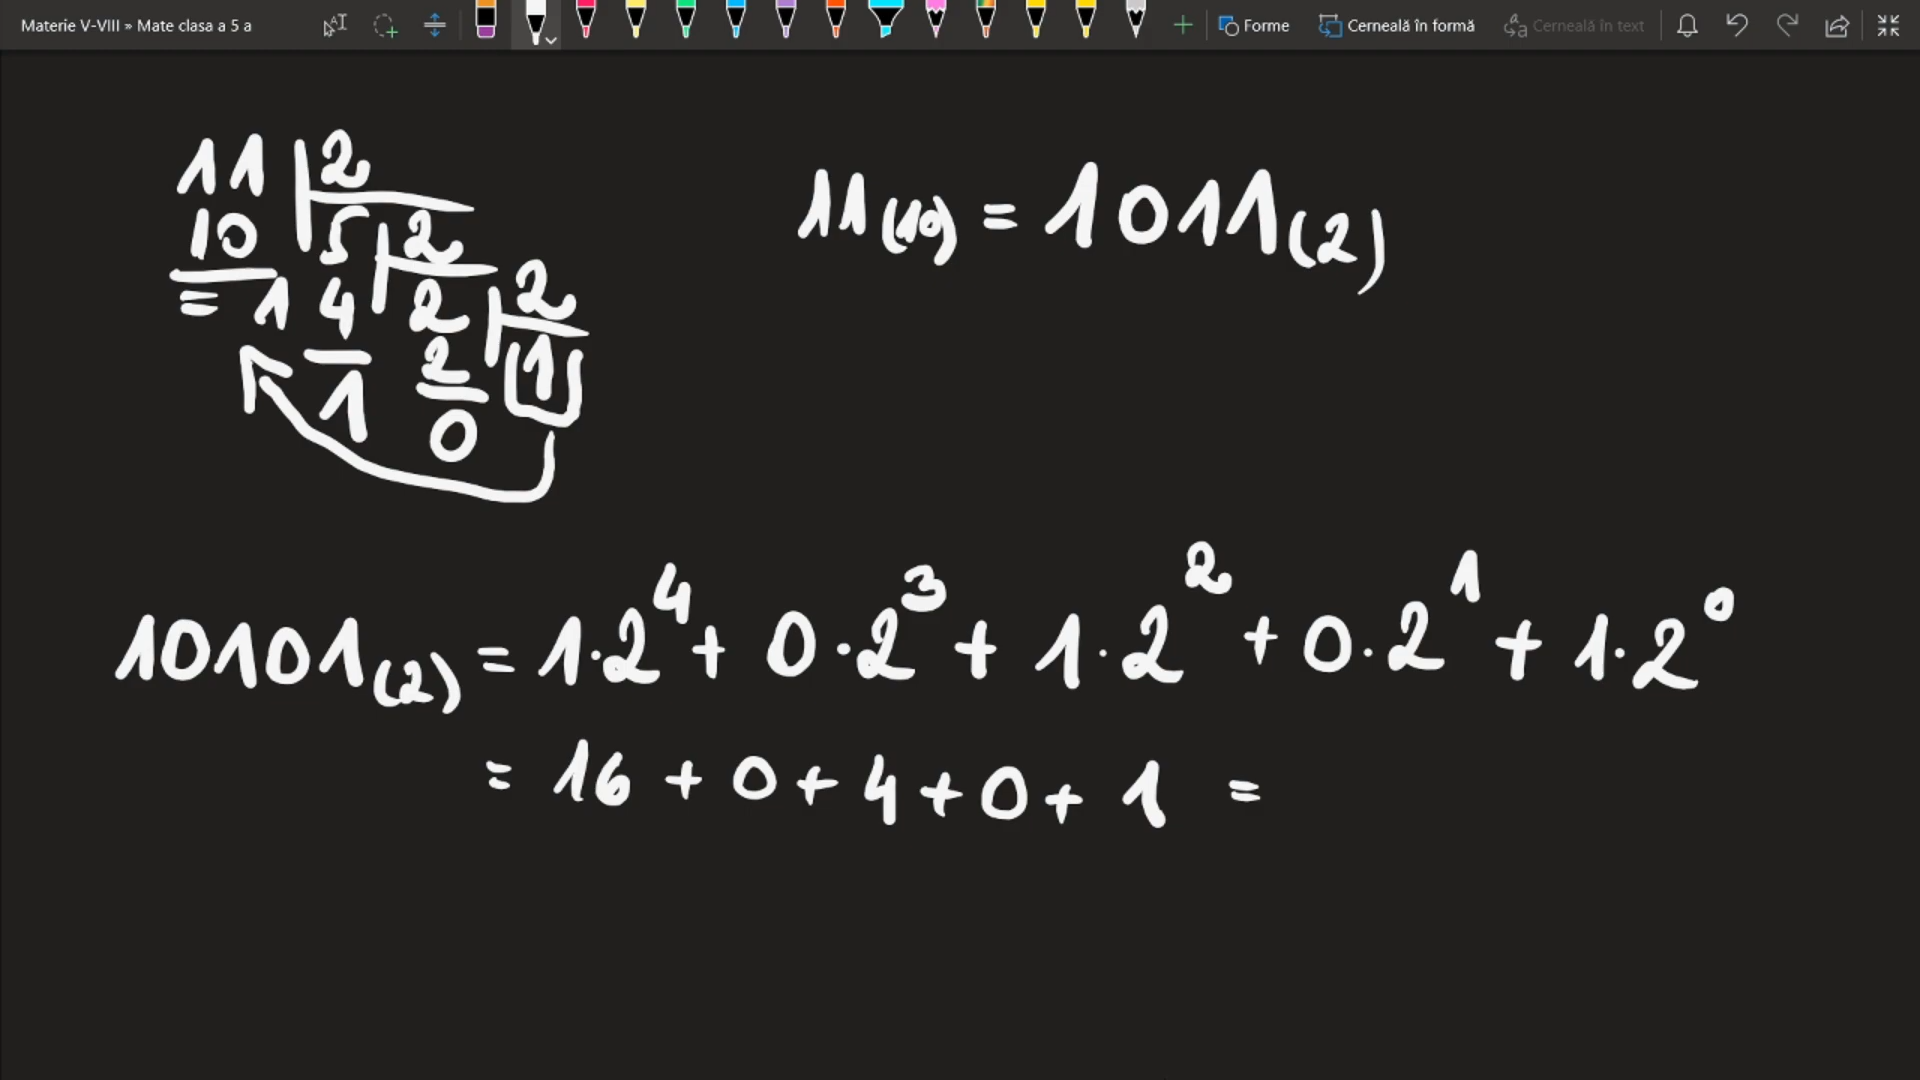 Materie V-VIII » Mate clasa a 5 a
Forme
Cerneală în formă
Cerneală în text
11 | 2
10 | 5 | 2
= 1 4 | 2 | 2
1 2 | 1
0
11(10) = 1011(2)
10101(2) = 1·2⁴ + 0·2³ + 1·2² + 0·2¹ + 1·2⁰
= 16 + 0 + 4 + 0 + 1 =